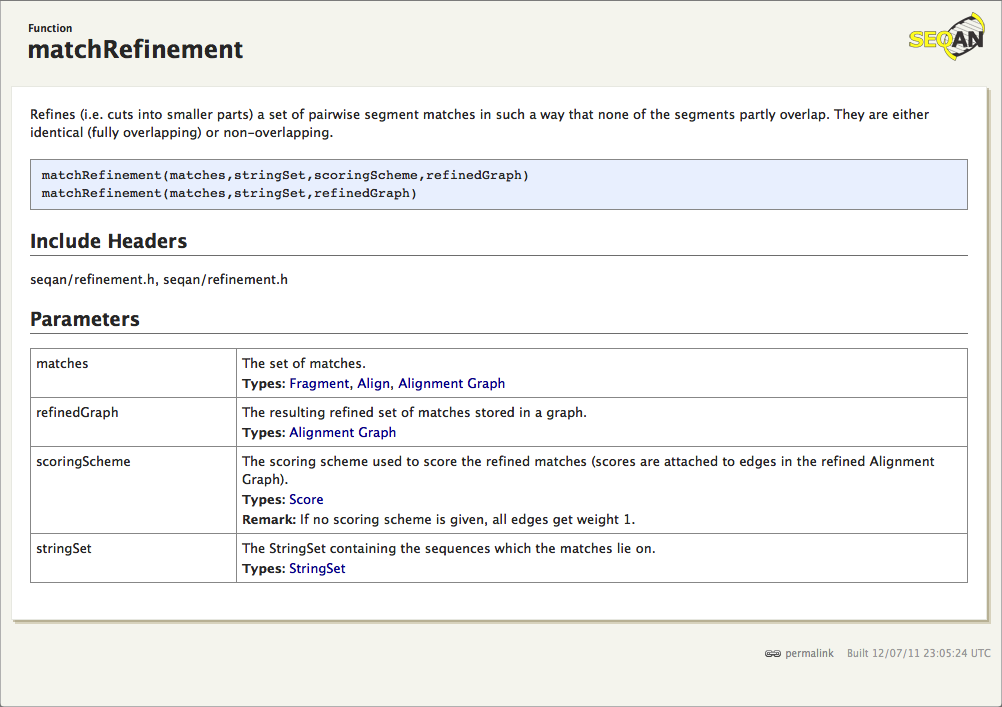 Function
matchRefinement
SEQAN
Refines (i.e. cuts into smaller parts) a set of pairwise segment matches in such a way that none of the segments partly overlap. They are either
identical (fully overlapping) or non-overlapping.
matchRefinement(matches,stringSet,scoringScheme,refinedGraph)
matchRefinement(matches,stringSet,refinedGraph)
Include Headers
seqan/refinement.h, seqan/refinement.h
Parameters
matches
The set of matches.
Types: Fragment, Align, Alignment Graph
refinedGraph
The resulting refined set of matches stored in a graph.
Types: Alignment Graph
scoringScheme
The scoring scheme used to score the refined matches (scores are attached to edges in the refined Alignment
Graph).
Types: Score
Remark: If no scoring scheme is given, all edges get weight 1.
stringSet
The StringSet containing the sequences which the matches lie on.
Types: StringSet
permalink Built 12/07/11 23:05:24 UTC